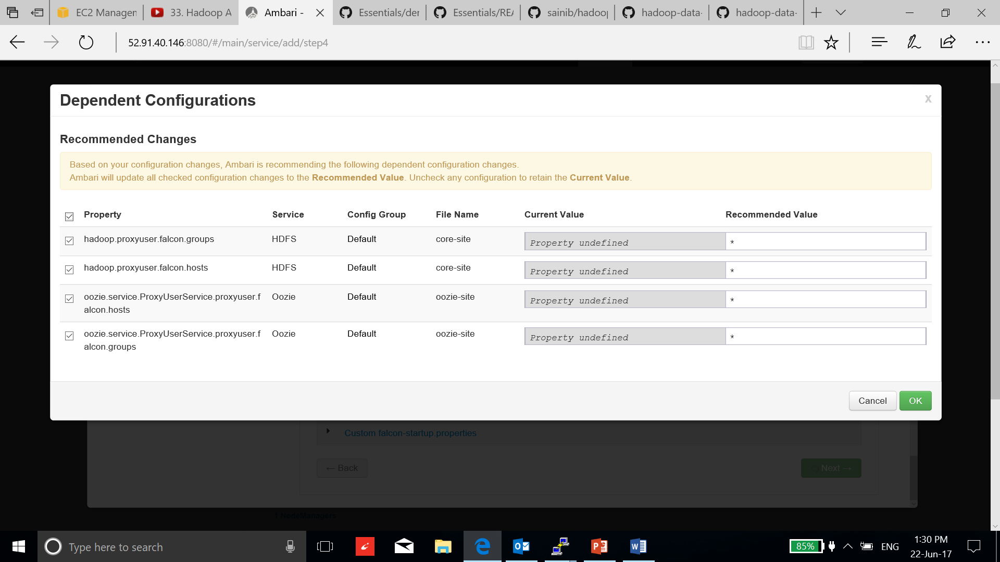 EC2 Managen
33. Hadoop A
Ambari -
Essentials/der
Essentials/REA
sainib/hadoop
hadoop-data-
hadoop-data-
52.91.40.146:8080/#/main/service/add/step4
Dependent Configurations
x
Recommended Changes
Based on your configuration changes, Ambari is recommending the following dependent configuration changes.
Ambari will update all checked configuration changes to the Recommended Value. Uncheck any configuration to retain the Current Value.
Property Service Config Group File Name Current Value Recommended Value
hadoop.proxyuser.falcon.groups HDFS Default core-site Property undefined *
hadoop.proxyuser.falcon.hosts HDFS Default core-site Property undefined *
oozie.service.ProxyUserService.proxyuser.f Oozie Default oozie-site Property undefined *
alcon.hosts
oozie.service.ProxyUserService.proxyuser.f Oozie Default oozie-site Property undefined *
alcon.groups
Cancel OK
Custom falcon-startup.properties
← Back Next →
1 NodeManagers
Type here to search
85%
ENG
1:30 PM
22-Jun-17